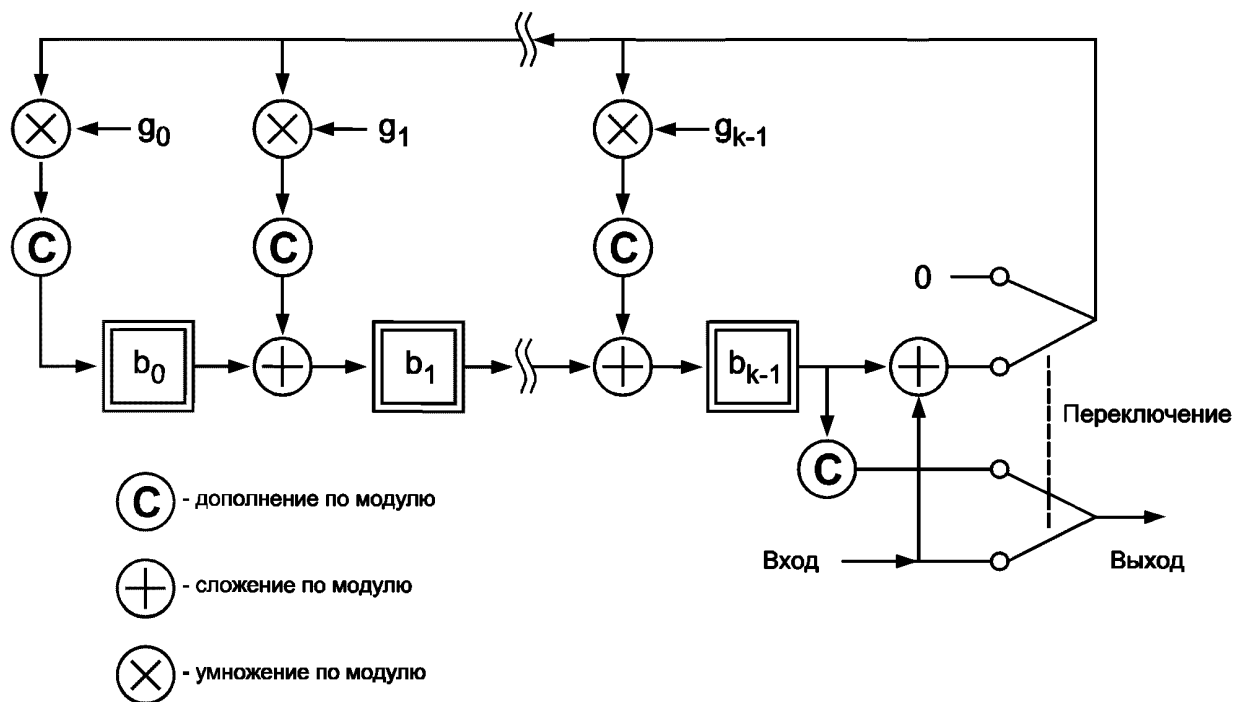 g0
g1
gk-1
C
C
C
0
b0
b1
bk-1
Переключение
C
C - дополнение по модулю
Вход
Выход
- сложение по модулю
- умножение по модулю